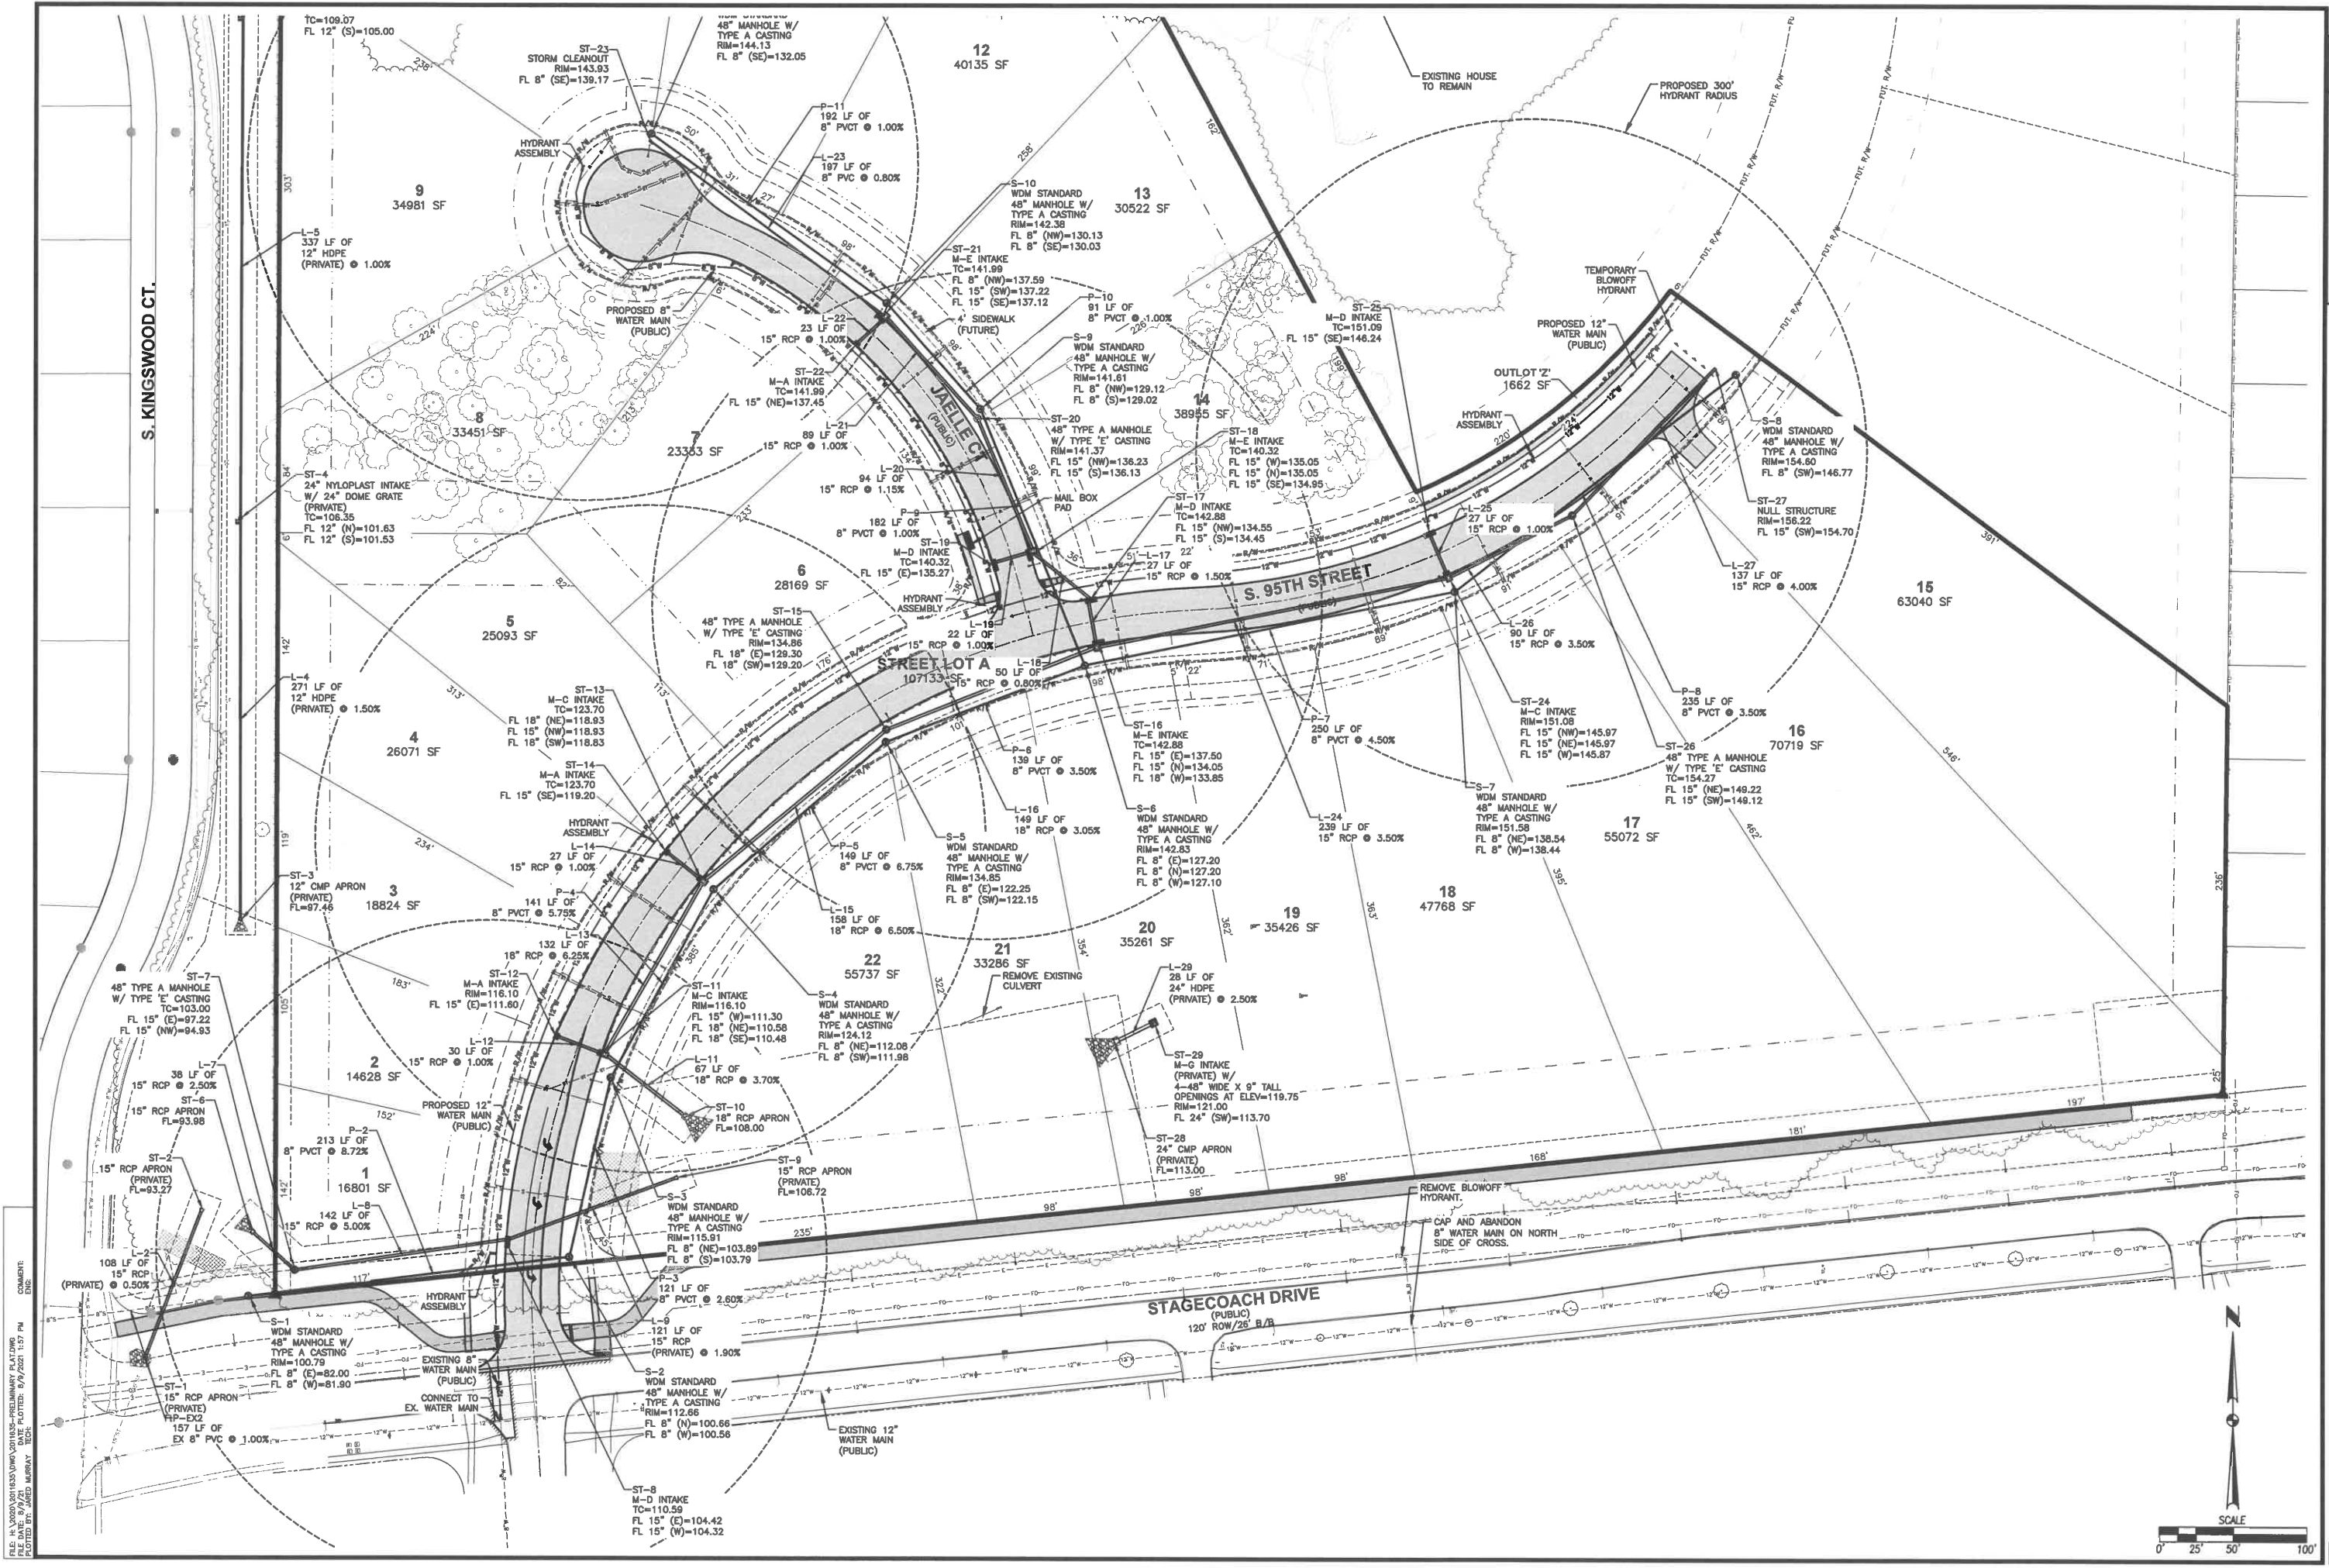 TC=109.07
FL 12" (S)=105.00
ST-23
STORM CLEANOUT
RIM=143.93
FL 8" (SE)=139.17
WDM STANDARD
48" MANHOLE W/
TYPE A CASTING
RIM=144.13
FL 8" (SE)=132.05
12
40135 SF
EXISTING HOUSE
TO REMAIN
PROPOSED 300'
HYDRANT RADIUS
HYDRANT
ASSEMBLY
P-11
192 LF OF
8" PVCT @ 1.00%
L-23
197 LF OF
8" PVC @ 0.80%
9
34981 SF
S-10
WDM STANDARD
48" MANHOLE W/
TYPE A CASTING
RIM=142.38
FL 8" (NW)=130.13
FL 8" (SE)=130.03
13
30522 SF
L-5
337 LF OF
12" HDPE
(PRIVATE) @ 1.00%
ST-21
M-E INTAKE
TC=141.99
FL 8" (NW)=137.59
FL 15" (SW)=137.22
FL 15" (SE)=137.12
S. KINGSWOOD CT.
PROPOSED 8"
WATER MAIN
(PUBLIC)
L-22
23 LF OF
15" RCP @ 1.00%
4' SIDEWALK
(FUTURE)
P-10
91 LF OF
8" PVCT @ 1.00%
S-9
WDM STANDARD
48" MANHOLE W/
TYPE A CASTING
RIM=141.61
FL 8" (NW)=129.12
FL 8" (S)=129.02
ST-25
M-D INTAKE
TC=151.09
FL 15" (SE)=146.24
TEMPORARY
BLOWOFF
HYDRANT
PROPOSED 12"
WATER MAIN
(PUBLIC)
OUTLOT 'Z'
1662 SF
HYDRANT
ASSEMBLY
ST-22
M-A INTAKE
TC=141.99
FL 15" (NE)=137.45
JAELLE CT
(PUBLIC)
14
38955 SF
8
33451 SF
7
23353 SF
L-21
89 LF OF
15" RCP @ 1.00%
ST-20
48" TYPE A MANHOLE
W/ TYPE 'E' CASTING
RIM=141.37
FL 15" (NW)=136.23
FL 15" (S)=136.13
ST-18
M-E INTAKE
TC=140.32
FL 15" (W)=135.05
FL 15" (N)=135.05
FL 15" (SE)=134.95
S-8
WDM STANDARD
48" MANHOLE W/
TYPE A CASTING
RIM=154.60
FL 8" (SW)=146.77
ST-4
24" NYLOPLAST INTAKE
W/ 24" DOME GRATE
(PRIVATE)
TC=106.35
FL 12" (N)=101.63
FL 12" (S)=101.53
L-20
94 LF OF
15" RCP @ 1.15%
MAIL BOX
PAD
ST-17
M-D INTAKE
TC=142.88
FL 15" (NW)=134.55
FL 15" (S)=134.45
L-25
27 LF OF
15" RCP @ 1.00%
ST-27
NULL STRUCTURE
RIM=156.22
FL 15" (SW)=154.70
P-9
182 LF OF
8" PVCT @ 1.00%
ST-19
M-D INTAKE
TC=140.32
FL 15" (E)=135.27
L-17
27 LF OF
15" RCP @ 1.50%
S. 95TH STREET
(PUBLIC)
L-27
137 LF OF
15" RCP @ 4.00%
15
63040 SF
6
28169 SF
HYDRANT
ASSEMBLY
5
25093 SF
ST-15
48" TYPE A MANHOLE
W/ TYPE 'E' CASTING
RIM=134.86
FL 18" (E)=129.30
FL 18" (SW)=129.20
L-19
22 LF OF
15" RCP @ 1.00%
STREET LOT A
107133 SF
L-18
50 LF OF
15" RCP @ 0.80%
L-26
90 LF OF
15" RCP @ 3.50%
L-4
271 LF OF
12" HDPE
(PRIVATE) @ 1.50%
ST-13
M-C INTAKE
TC=123.70
FL 18" (NE)=118.93
FL 15" (NW)=118.93
FL 18" (SW)=118.83
4
26071 SF
P-8
235 LF OF
8" PVCT @ 3.50%
P-7
250 LF OF
8" PVCT @ 4.50%
ST-24
M-C INTAKE
RIM=151.08
FL 15" (NW)=145.97
FL 15" (NE)=145.97
FL 15" (W)=145.87
16
70719 SF
ST-16
M-E INTAKE
TC=142.88
FL 15" (E)=137.50
FL 15" (N)=134.05
FL 18" (W)=133.85
P-6
139 LF OF
8" PVCT @ 3.50%
ST-26
48" TYPE A MANHOLE
W/ TYPE 'E' CASTING
TC=154.27
FL 15" (NE)=149.22
FL 15" (SW)=149.12
ST-14
M-A INTAKE
TC=123.70
FL 15" (SE)=119.20
HYDRANT
ASSEMBLY
L-14
27 LF OF
15" RCP @ 1.00%
L-16
149 LF OF
18" RCP @ 3.05%
S-6
WDM STANDARD
48" MANHOLE W/
TYPE A CASTING
RIM=142.83
FL 8" (E)=127.20
FL 8" (N)=127.20
FL 8" (W)=127.10
L-24
239 LF OF
15" RCP @ 3.50%
S-7
WDM STANDARD
48" MANHOLE W/
TYPE A CASTING
RIM=151.58
FL 8" (NE)=138.54
FL 8" (W)=138.44
17
55072 SF
P-5
149 LF OF
8" PVCT @ 6.75%
S-5
WDM STANDARD
48" MANHOLE W/
TYPE A CASTING
RIM=134.85
FL 8" (E)=122.25
FL 8" (SW)=122.15
ST-3
12" CMP APRON
(PRIVATE)
FL=97.46
3
18824 SF
P-4
141 LF OF
8" PVCT @ 5.75%
L-15
158 LF OF
18" RCP @ 6.50%
18
47768 SF
19
35426 SF
20
35261 SF
21
33286 SF
22
55737 SF
L-13
132 LF OF
18" RCP @ 6.25%
REMOVE EXISTING
CULVERT
ST-7
48" TYPE A MANHOLE
W/ TYPE 'E' CASTING
TC=103.00
FL 15" (E)=97.22
FL 15" (NW)=94.93
ST-12
M-A INTAKE
RIM=116.10
FL 15" (E)=111.60
ST-11
M-C INTAKE
RIM=116.10
FL 15" (W)=111.30
FL 18" (NE)=110.58
FL 18" (SE)=110.48
S-4
WDM STANDARD
48" MANHOLE W/
TYPE A CASTING
RIM=124.12
FL 8" (NE)=112.08
FL 8" (SW)=111.98
L-29
28 LF OF
24" HDPE
(PRIVATE) @ 2.50%
L-12
30 LF OF
15" RCP @ 1.00%
L-11
67 LF OF
18" RCP @ 3.70%
ST-29
M-G INTAKE
(PRIVATE) W/
4-48" WIDE X 9" TALL
OPENINGS AT ELEV=119.75
RIM=121.00
FL 24" (SW)=113.70
2
14628 SF
L-7
38 LF OF
15" RCP @ 2.50%
ST-6
15" RCP APRON
FL=93.98
PROPOSED 12"
WATER MAIN
(PUBLIC)
ST-10
18" RCP APRON
FL=108.00
P-2
213 LF OF
8" PVCT @ 8.72%
ST-28
24" CMP APRON
(PRIVATE)
FL=113.00
ST-2
15" RCP APRON
(PRIVATE)
FL=93.27
1
16801 SF
ST-9
15" RCP APRON
(PRIVATE)
FL=106.72
L-8
142 LF OF
15" RCP @ 5.00%
S-3
WDM STANDARD
48" MANHOLE W/
TYPE A CASTING
RIM=115.91
FL 8" (NE)=103.89
FL 8" (S)=103.79
REMOVE BLOWOFF
HYDRANT.
CAP AND ABANDON
8" WATER MAIN ON NORTH
SIDE OF CROSS.
L-2
108 LF OF
15" RCP
(PRIVATE) @ 0.50%
HYDRANT
ASSEMBLY
P-3
121 LF OF
8" PVCT @ 2.60%
STAGECOACH DRIVE
(PUBLIC)
120' ROW/26' B/B
S-1
WDM STANDARD
48" MANHOLE W/
TYPE A CASTING
RIM=100.79
FL 8" (E)=82.00
FL 8" (W)=81.90
L-9
121 LF OF
15" RCP
(PRIVATE) @ 1.90%
EXISTING 8"
WATER MAIN
(PUBLIC)
CONNECT TO
EX. WATER MAIN
S-2
WDM STANDARD
48" MANHOLE W/
TYPE A CASTING
RIM=112.66
FL 8" (N)=100.66
FL 8" (W)=100.56
ST-1
15" RCP APRON
(PRIVATE)
P-EX2
157 LF OF
EX 8" PVC @ 1.00%
EXISTING 12"
WATER MAIN
(PUBLIC)
ST-8
M-D INTAKE
TC=110.59
FL 15" (E)=104.42
FL 15" (W)=104.32
N
SCALE
0' 25' 50' 100'
FILE: H:\2020\2011635\DWG\2011635-PRELIMINARY PLAT.DWG
FILE DATE: 8/9/21 DATE PLOTTED: 8/9/2021 1:57 PM
PLOTTED BY: JARED MURRAY TECH:
COMMENT:
ENG: